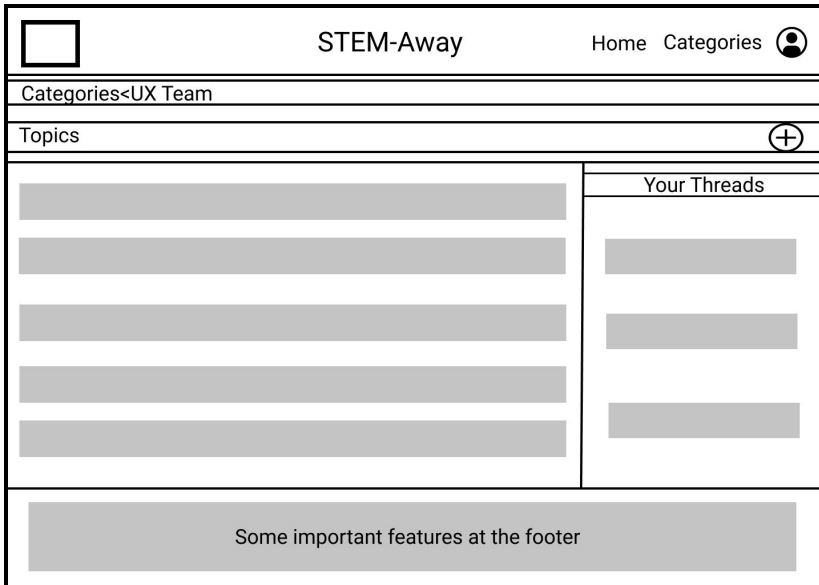 STEM-Away
Home Categories
Categories<UX Team
Topics
Your Threads
Some important features at the footer